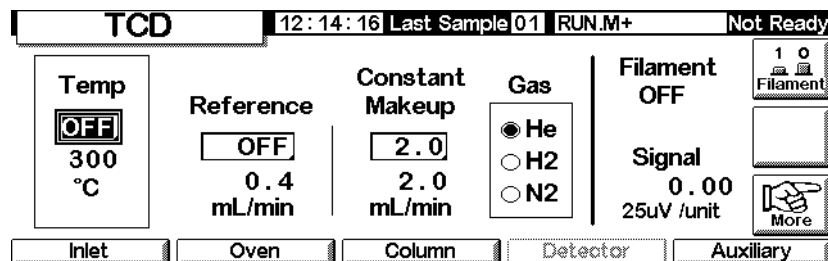 TCD 12:14:16 Last Sample 01 RUN.M+ Not Ready
Temp
OFF
300
°C
Reference
OFF
0.4
mL/min
Constant
Makeup
2.0
2.0
mL/min
Gas
He
H2
N2
Filament
OFF
Signal
0.00
25uV /unit
1 0
Filament
More
Inlet Oven Column Detector Auxiliary